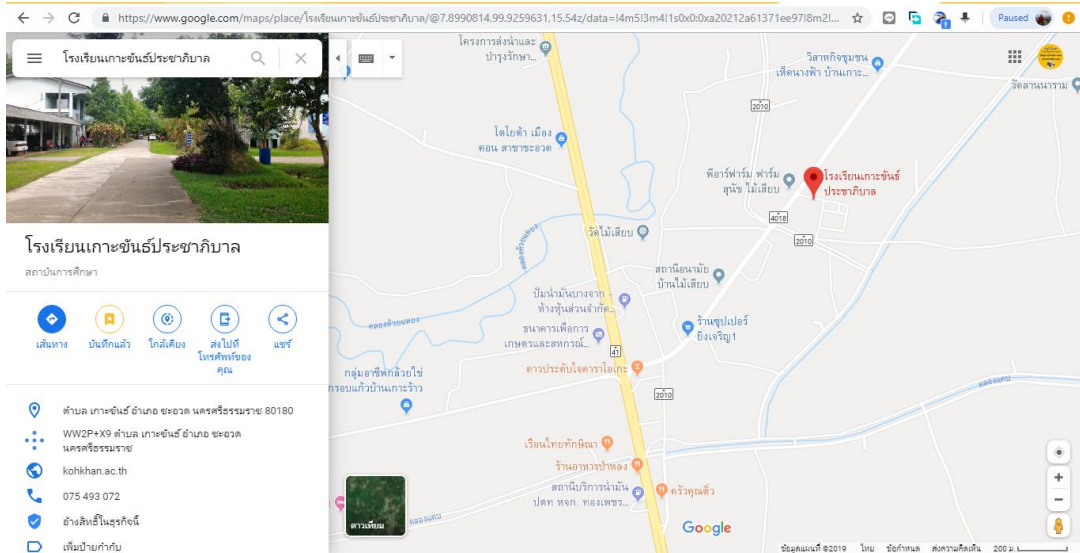 https://www.google.com/maps/place/โรงเรียนเกาะขันธ์ประชาภิบาล/@7.8990814,99.9259631,15.54z/data=!4m5!3m4!1s0x0:0xa20212a61371ee97!8m2!...
Paused
โรงเรียนเกาะขันธ์ประชาภิบาล
โรงเรียนเกาะขันธ์ประชาภิบาล
สถาบันการศึกษา
เส้นทาง
บันทึกแล้ว
ใกล้เคียง
ส่งไปที่
โทรศัพท์ของ
คุณ
แชร์
ตำบล เกาะขันธ์ อำเภอ ชะอวด นครศรีธรรมราช 80180
WW2P+X9 ตำบล เกาะขันธ์ อำเภอ ชะอวด
นครศรีธรรมราช
kohkhan.ac.th
075 493 072
อ้างสิทธิ์ในธุรกิจนี้
เพิ่มป้ายกำกับ
โครงการส่งน้ำและ
บำรุงรักษา...
วิสาหกิจชุมชน
เห็ดนางฟ้า บ้านเกาะ...
วัดลานนาราม
2010
โตโยต้า เมือง
คอน สาขาชะอวด
พีอาร์ฟาร์ม ฟาร์ม
สุนัข ไม้เสียบ
โรงเรียนเกาะขันธ์
ประชาภิบาล
4018
2010
วัดไม้เสียบ
สถานีอนามัย
บ้านไม้เสียบ
ปั๊มน้ำมันบางจาก -
ห้างหุ้นส่วนจำกัด...
ร้านซุปเปอร์
ยิ่งเจริญ1
ธนาคารเพื่อการ
เกษตรและสหกรณ์...
41
ดาวประดับใจคาราโอเกะ
กลุ่มอาชีพกล้วยไข่
กรอบแก้วบ้านเกาะร้าว
2010
เรือนไทยทักษิณา
ร้านอาหารป่าหลง
สถานีบริการน้ำมัน
ปตท หจก. ทองเพชร...
ครัวคุณติ๋ว
ดาวเทียม
Google
ข้อมูลแผนที่ ©2019 ไทย ข้อกำหนด ส่งความคิดเห็น 200 ม.